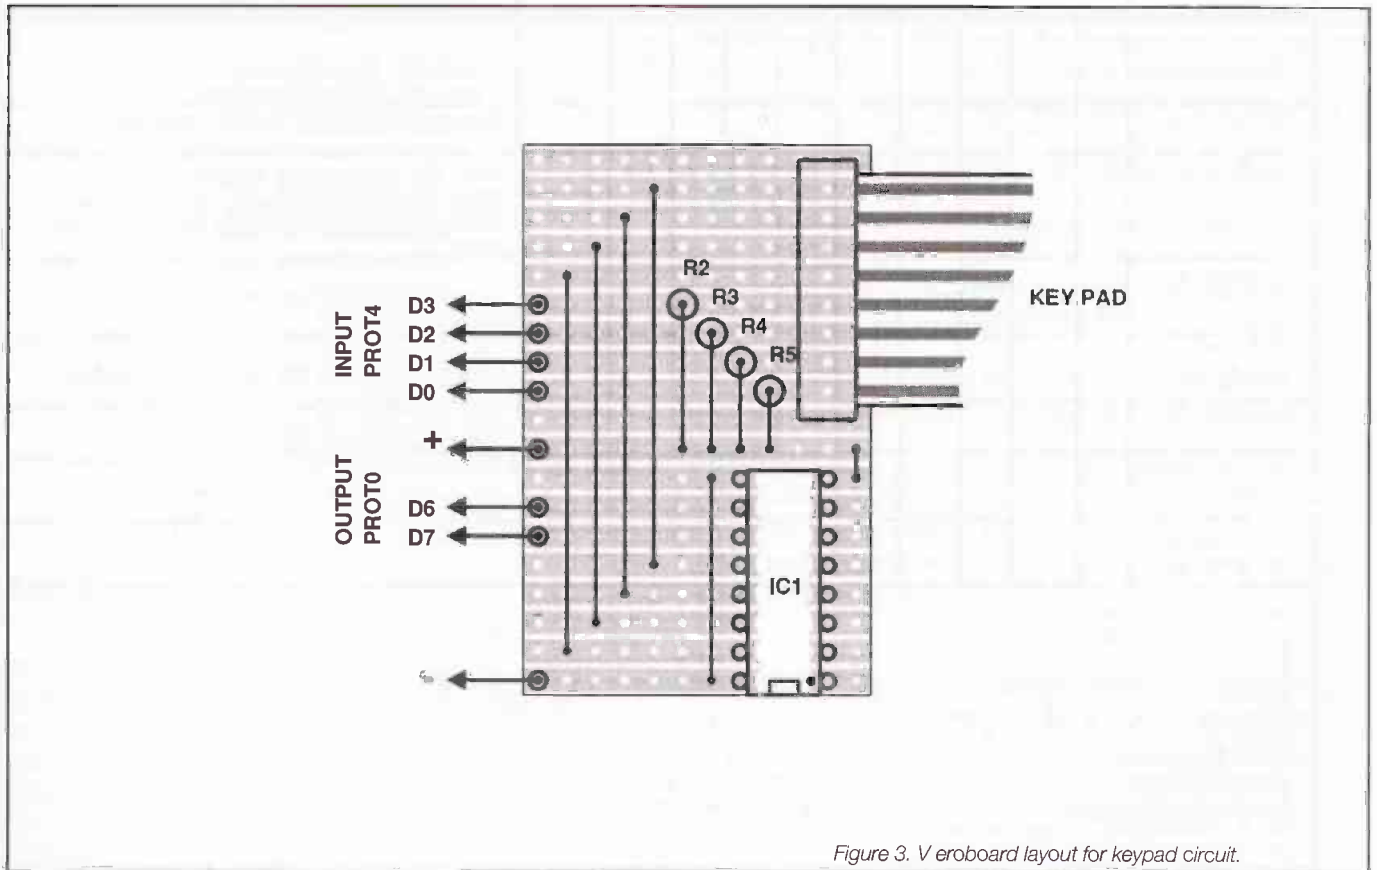 R2
R3
R4
R5
KEY PAD
INPUT
PROT4
D3
D2
D1
D0
+
OUTPUT
PROT0
D6
D7
IC1
Figure 3. V eroboard layout for keypad circuit.